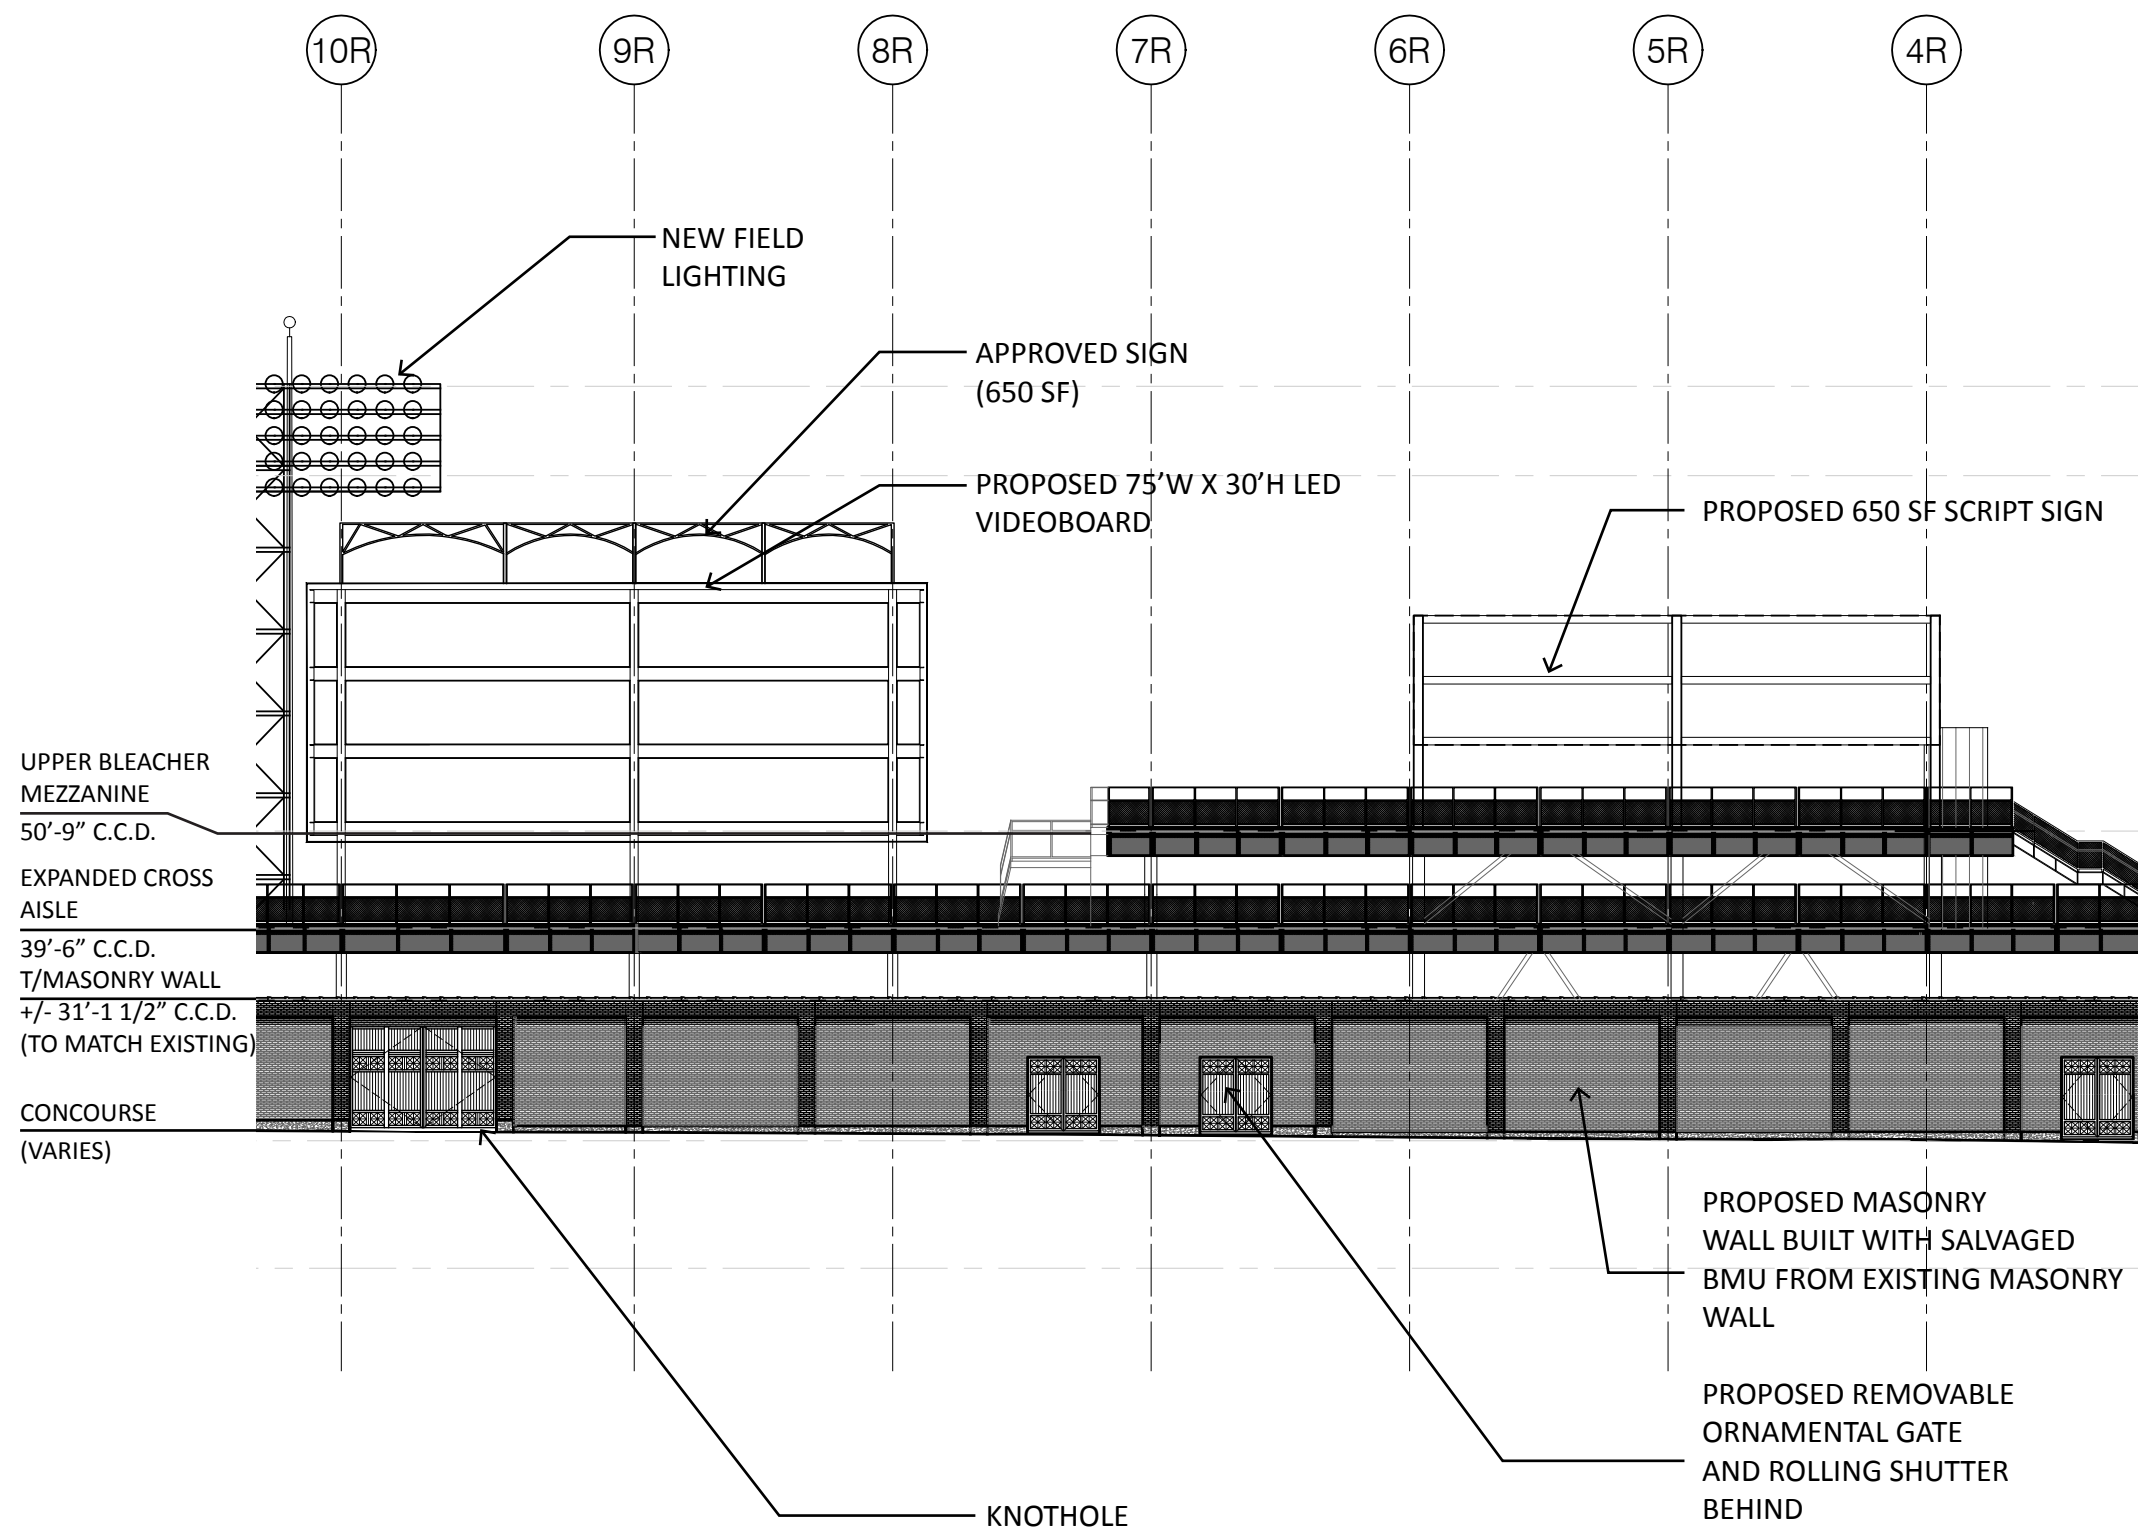 10R
9R
8R
7R
6R
5R
4R
NEW FIELD
LIGHTING
APPROVED SIGN
(650 SF)
PROPOSED 75’W X 30’H LED
VIDEOBOARD
PROPOSED 650 SF SCRIPT SIGN
UPPER BLEACHER
MEZZANINE
50’-9” C.C.D.
EXPANDED CROSS
AISLE
39’-6” C.C.D.
T/MASONRY WALL
+/- 31’-1 1/2” C.C.D.
(TO MATCH EXISTING)
CONCOURSE
(VARIES)
PROPOSED MASONRY
WALL BUILT WITH SALVAGED
BMU FROM EXISTING MASONRY
WALL
PROPOSED REMOVABLE
ORNAMENTAL GATE
AND ROLLING SHUTTER
BEHIND
KNOTHOLE